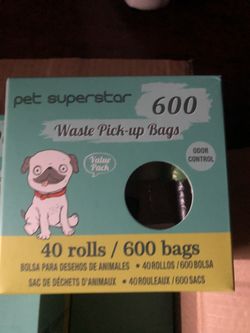 pet superstar
600
Waste Pick-up Bags
ODOR
CONTROL
Value
Pack
40 rolls / 600 bags
BOLSA PARA DESEHOS DE ANIMALES • 40 ROLLOS / 600 BOLSA
SAC DE DÉCHETS D'ANIMAUX • 40 ROULEAUX / 600 SACS